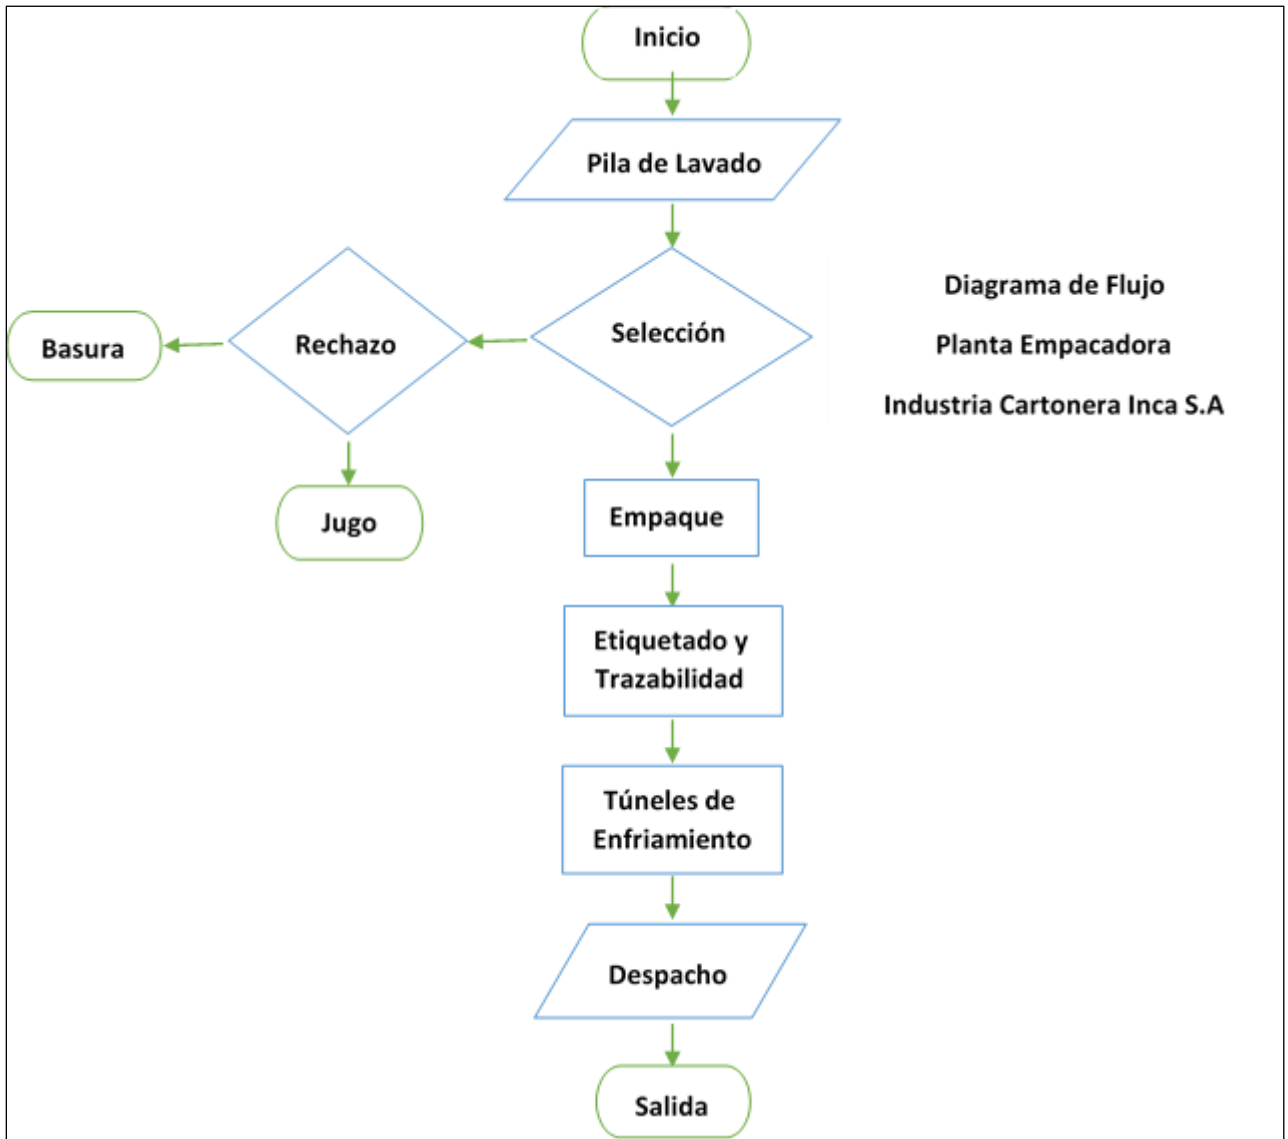 Inicio
Pila de Lavado
Diagrama de Flujo
Selección
Rechazo
Basura
Planta Empacadora
Industria Cartonera Inca S.A
Empaque
Jugo
Etiquetado y
Trazabilidad
Túneles de
Enfriamiento
Despacho
Salida